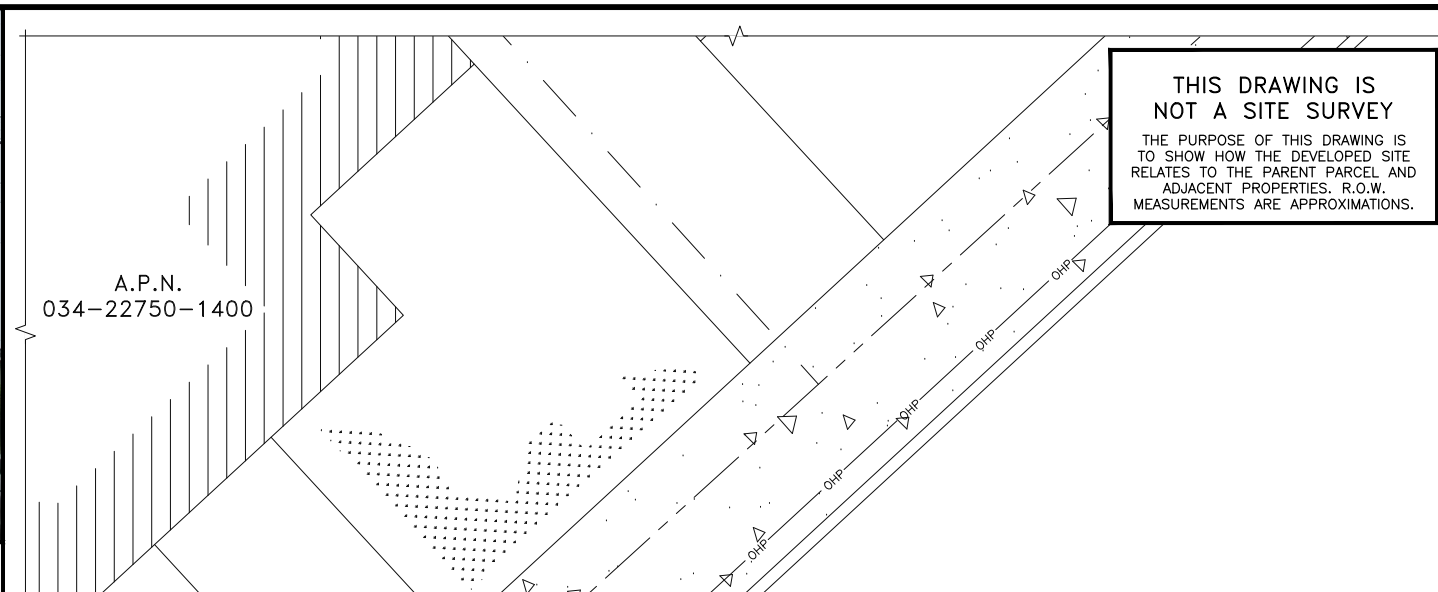 THIS DRAWING IS
NOT A SITE SURVEY
THE PURPOSE OF THIS DRAWING IS
TO SHOW HOW THE DEVELOPED SITE
RELATES TO THE PARENT PARCEL AND
ADJACENT PROPERTIES. R.O.W.
MEASUREMENTS ARE APPROXIMATIONS.
A.P.N.
034-22750-1400
OHP
OHP
OHP
OHP
OHP